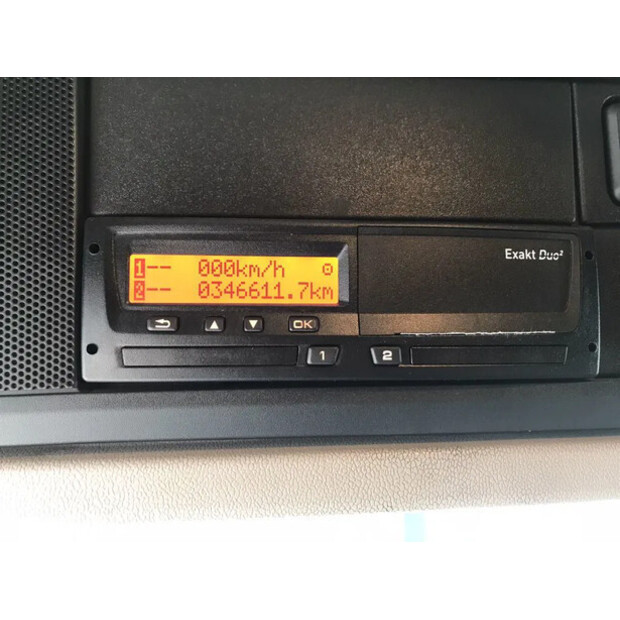 Exakt Duo²
1-- 000km/h
2-- 0346611.7km
OK
1 2